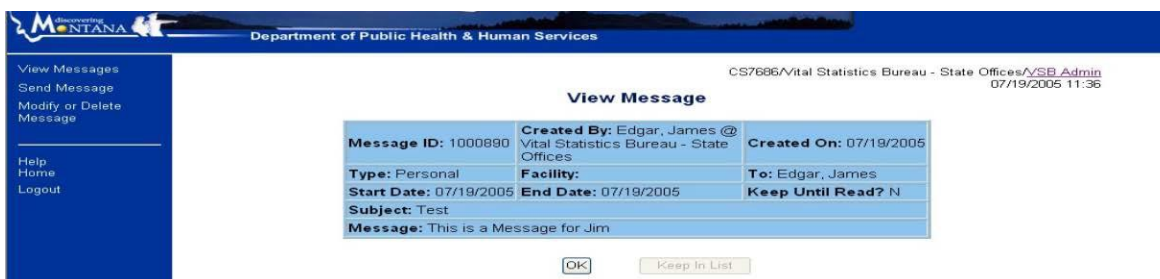 discovering
MONTANA
Department of Public Health & Human Services
View Messages
Send Message
Modify or Delete
Message
Help
Home
Logout
CS7686/Vital Statistics Bureau - State Offices/VSB Admin
07/19/2005 11:36
View Message
Message ID: 1000890
Created By: Edgar, James @
Vital Statistics Bureau - State
Offices
Created On: 07/19/2005
Type: Personal
Facility:
To: Edgar, James
Start Date: 07/19/2005
End Date: 07/19/2005
Keep Until Read? N
Subject: Test
Message: This is a Message for Jim
OK
Keep In List